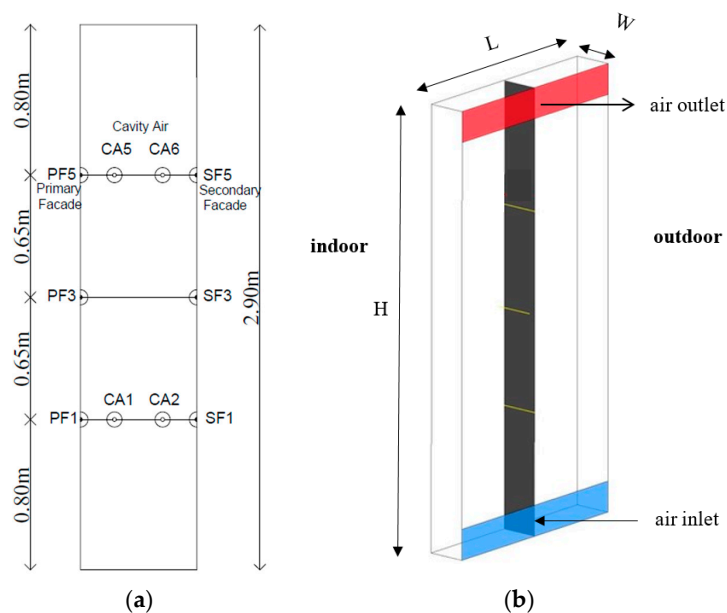 0.80m
0.65m
0.65m
0.80m
2.90m
Cavity Air
CA5 CA6
PF5
Primary
Facade
SF5
Secondary
Facade
PF3
SF3
CA1 CA2
PF1
SF1
(a)
L
W
H
air outlet
indoor
outdoor
air inlet
(b)